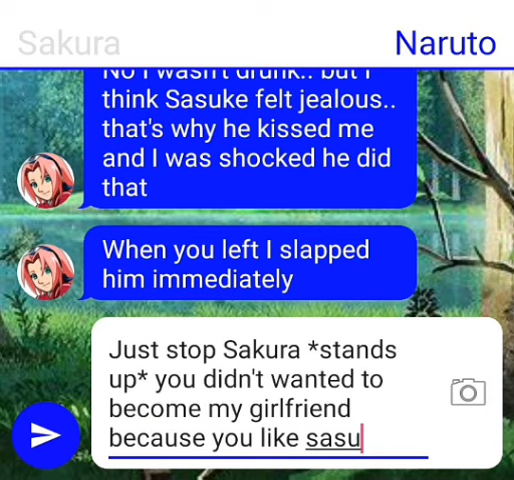 Sakura
Naruto
No I wasn't drunk.. but I
think Sasuke felt jealous..
that's why he kissed me
and I was shocked he did
that
When you left I slapped
him immediately
Just stop Sakura *stands
up* you didn't wanted to
become my girlfriend
because you like sasu